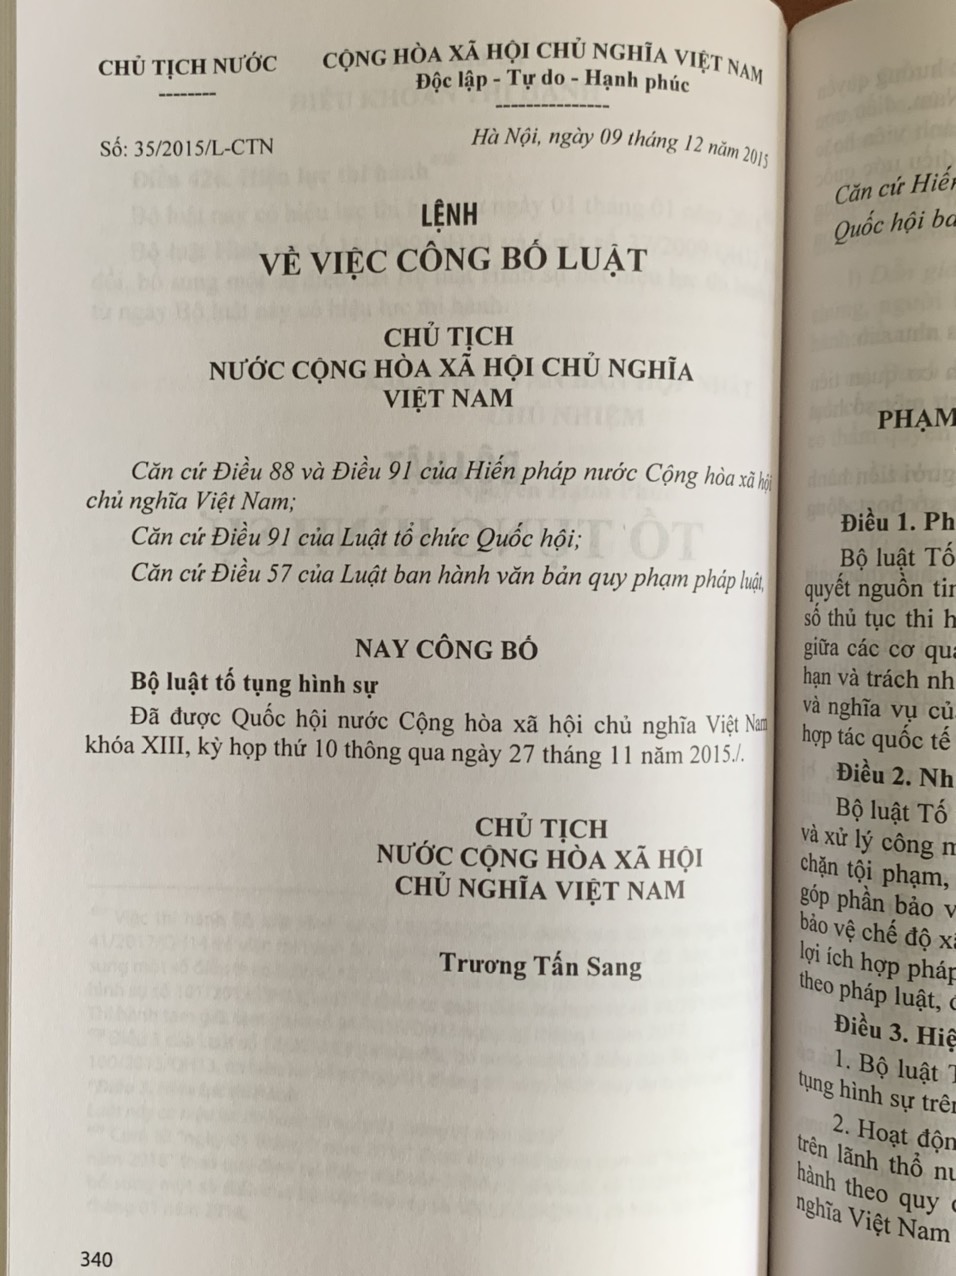 CHỦ TỊCH NƯỚC
--------
CỘNG HÒA XÃ HỘI CHỦ NGHĨA VIỆT NAM
Độc lập - Tự do - Hạnh phúc
---------------
Số: 35/2015/L-CTN
Hà Nội, ngày 09 tháng 12 năm 2015
LỆNH
VỀ VIỆC CÔNG BỐ LUẬT
CHỦ TỊCH
NƯỚC CỘNG HÒA XÃ HỘI CHỦ NGHĨA
VIỆT NAM
Căn cứ Điều 88 và Điều 91 của Hiến pháp nước Cộng hòa xã hội
chủ nghĩa Việt Nam;
Căn cứ Điều 91 của Luật tổ chức Quốc hội;
Căn cứ Điều 57 của Luật ban hành văn bản quy phạm pháp luật,
NAY CÔNG BỐ
Bộ luật tố tụng hình sự
Đã được Quốc hội nước Cộng hòa xã hội chủ nghĩa Việt Nam
khóa XIII, kỳ họp thứ 10 thông qua ngày 27 tháng 11 năm 2015./.
CHỦ TỊCH
NƯỚC CỘNG HÒA XÃ HỘI
CHỦ NGHĨA VIỆT NAM
Trương Tấn Sang
340
Căn cứ Hiến
Quốc hội ba
PHẠM
Điều 1. Ph
Bộ luật Tố
quyết nguồn tin
số thủ tục thi h
giữa các cơ qua
hạn và trách nh
và nghĩa vụ củ
hợp tác quốc tế
Điều 2. Nh
Bộ luật Tố
và xử lý công m
chặn tội phạm,
góp phần bảo v
bảo vệ chế độ xã
lợi ích hợp pháp
theo pháp luật,
Điều 3. Hiệ
1. Bộ luật T
tụng hình sự trên
2. Hoạt độn
trên lãnh thổ nư
hành theo quy
nghĩa Việt Nam